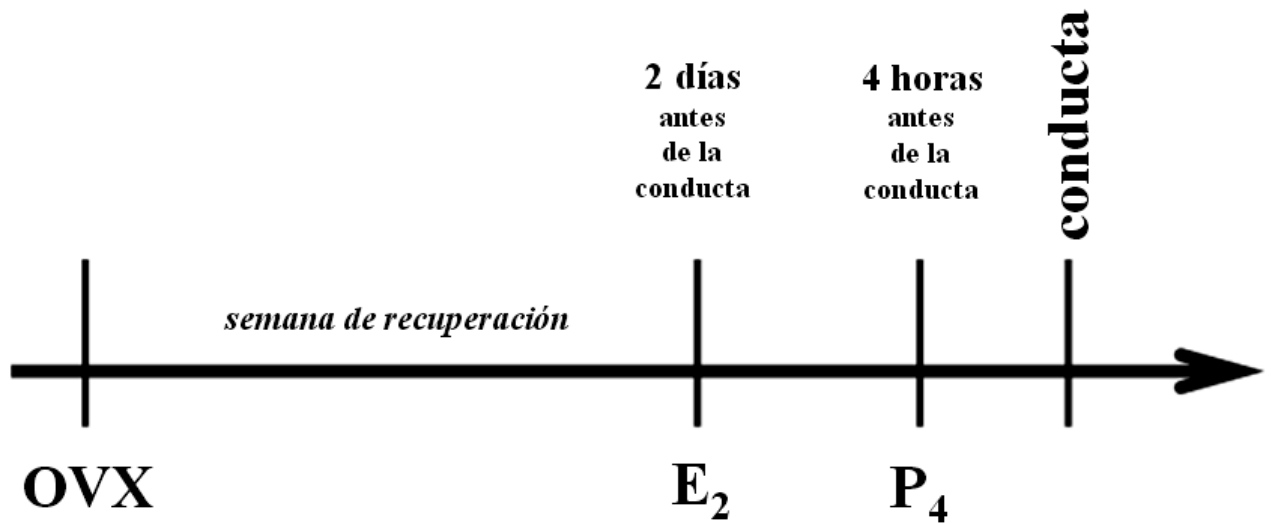 2 días
antes
de la
conducta
4 horas
antes
de la
conducta
conducta
semana de recuperación
OVX
E₂
P₄